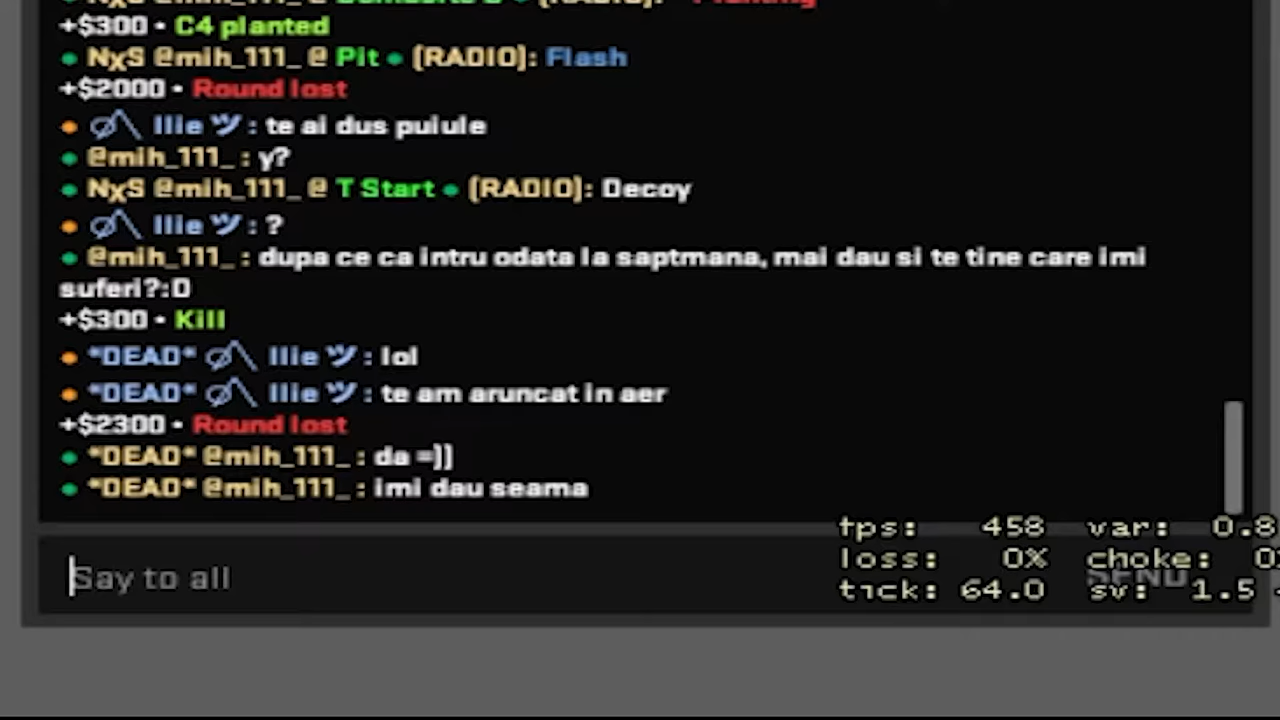 +$300 • C4 planted
• NχS @mih_111_ @ Pit • (RADIO): Flash
+$2000 • Round lost
• Ilie ツ : te ai dus puiule
• @mih_111_ : y?
• NχS @mih_111_ @ T Start • (RADIO): Decoy
• Ilie ツ : ?
• @mih_111_ : dupa ce ca intru odata la saptmana, mai dau si te tine care imi
suferi?:D
+$300 • Kill
• *DEAD* Ilie ツ : lol
• *DEAD* Ilie ツ : te am aruncat in aer
+$2300 • Round lost
• *DEAD* @mih_111_ : da =))
• *DEAD* @mih_111_ : imi dau seama
fps: 458 var: 0.8
loss: 0% choke: 0
tick: 64.0 sv: 1.5
Say to all
SEND